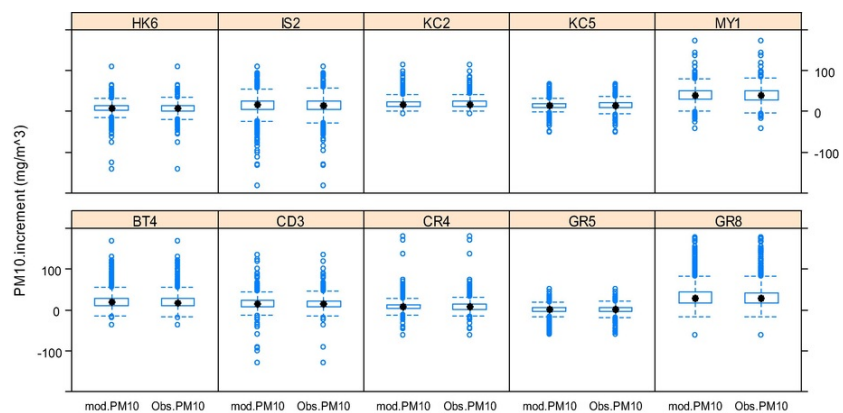 HK6 IS2 KC2 KC5 MY1
100
0
-100
PM10.increment (mg/m^3)
BT4 CD3 CR4 GR5 GR8
100
0
-100
mod.PM10 Obs.PM10 mod.PM10 Obs.PM10 mod.PM10 Obs.PM10 mod.PM10 Obs.PM10 mod.PM10 Obs.PM10